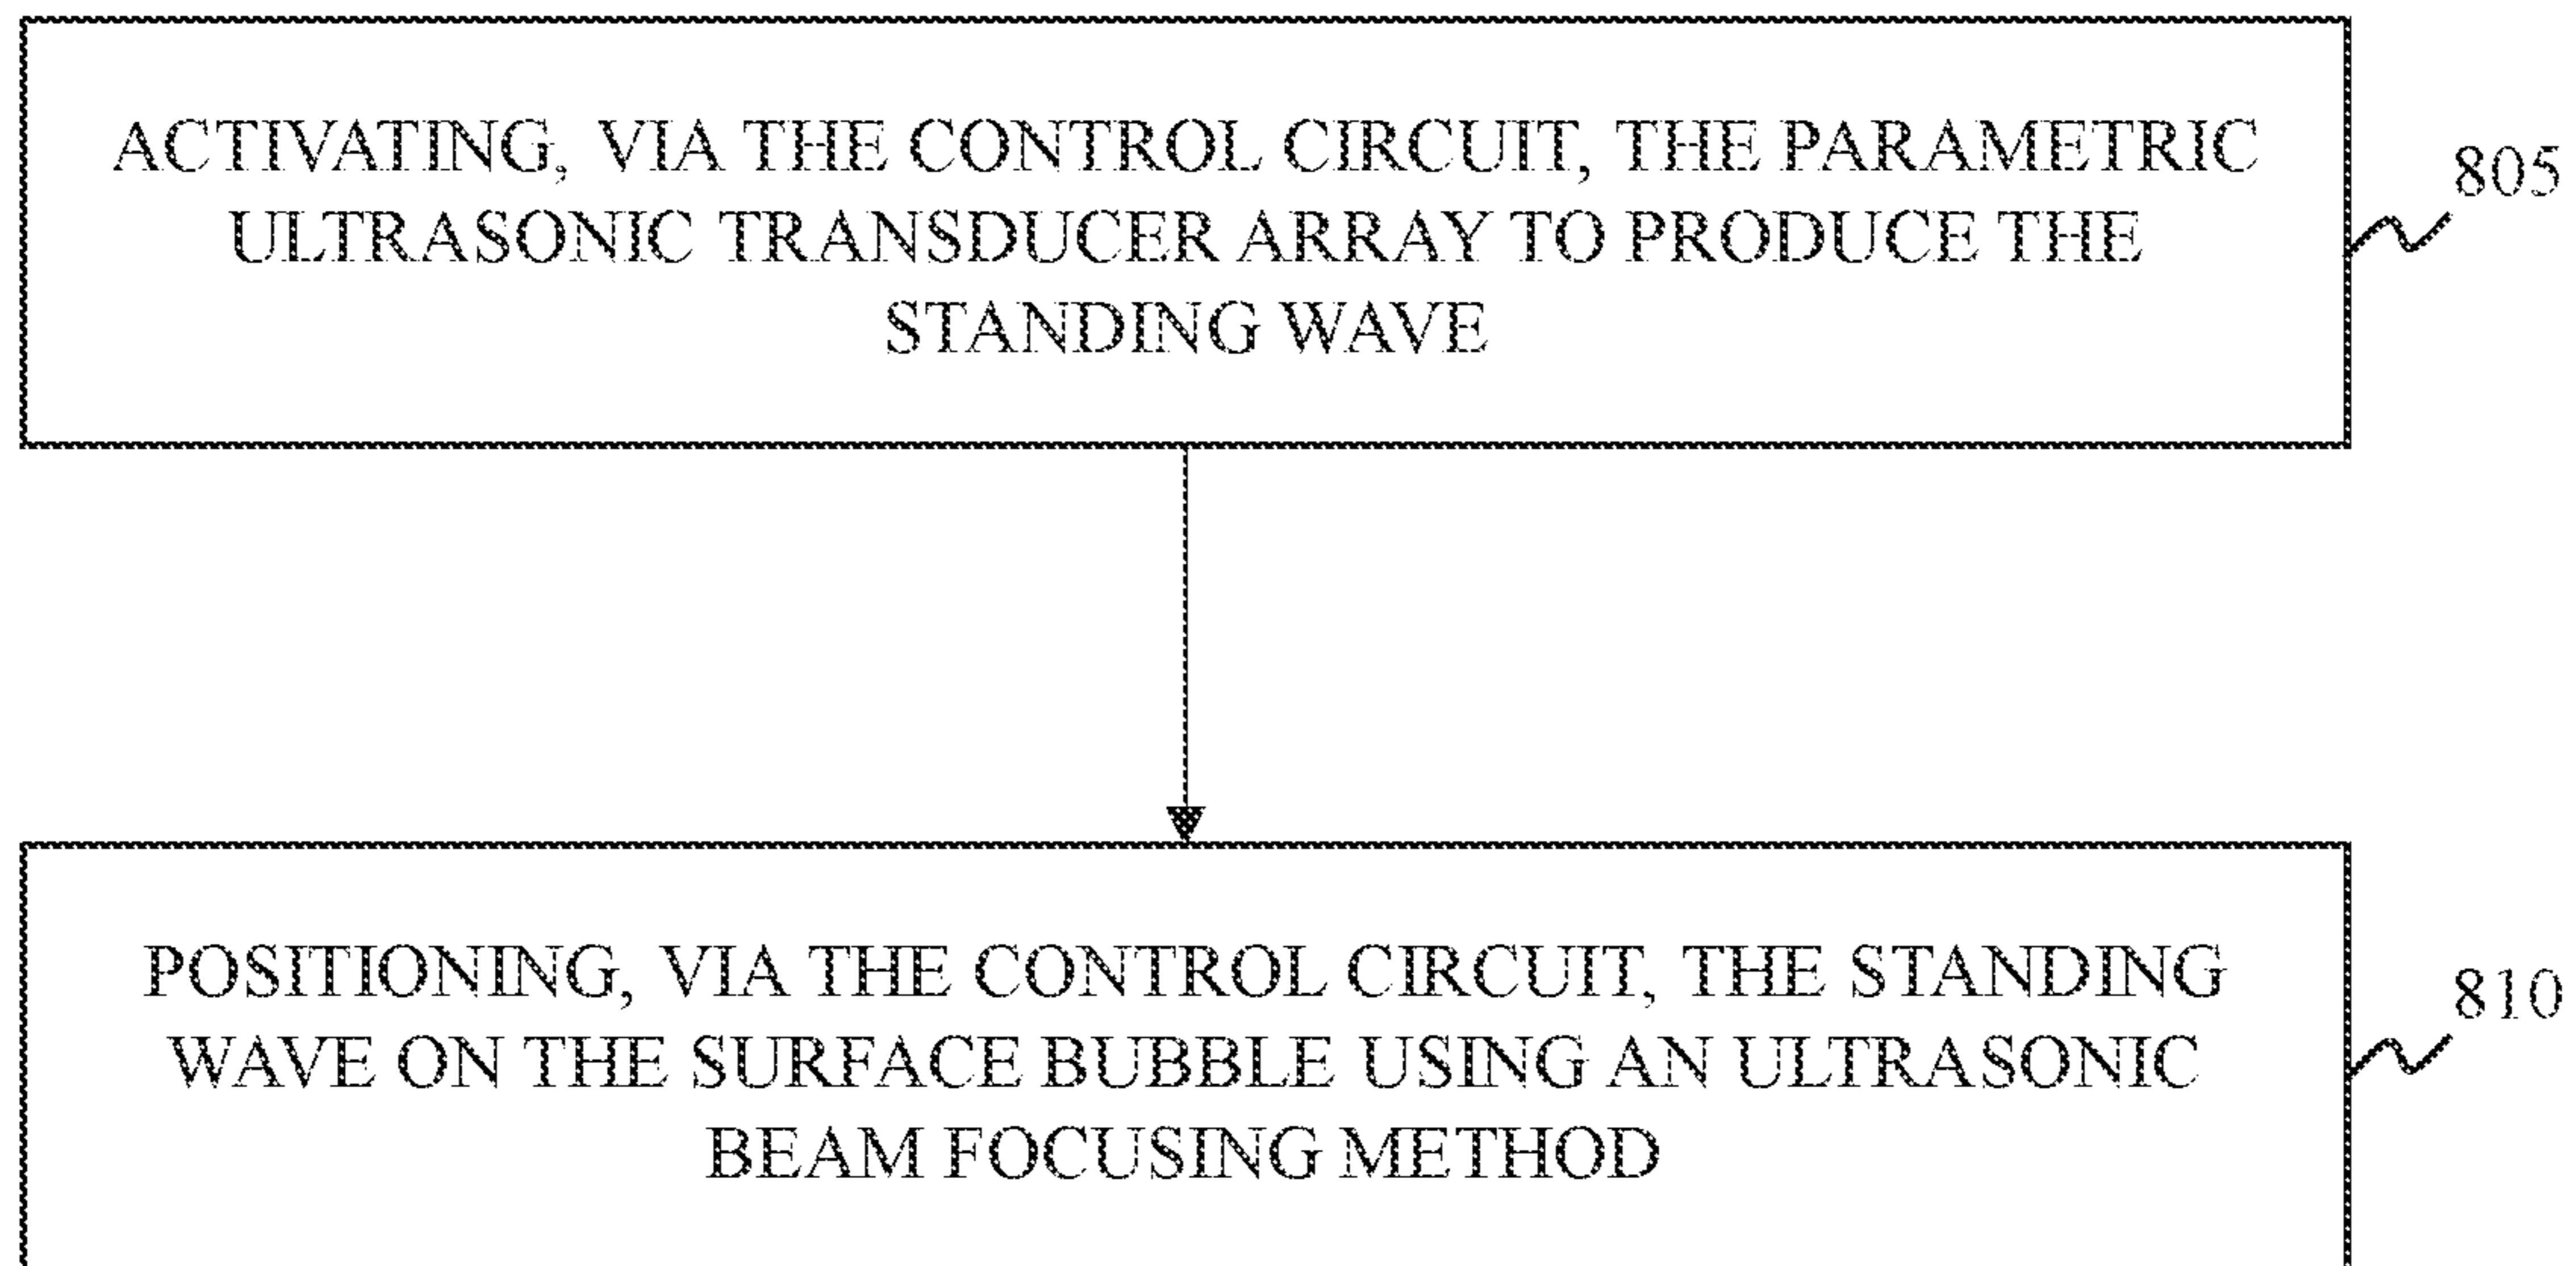 ACTIVATING, VIA THE CONTROL CIRCUIT, THE PARAMETRIC
ULTRASONIC TRANSDUCER ARRAY TO PRODUCE THE
STANDING WAVE
805
POSITIONING, VIA THE CONTROL CIRCUIT, THE STANDING
WAVE ON THE SURFACE BUBBLE USING AN ULTRASONIC
BEAM FOCUSING METHOD
810